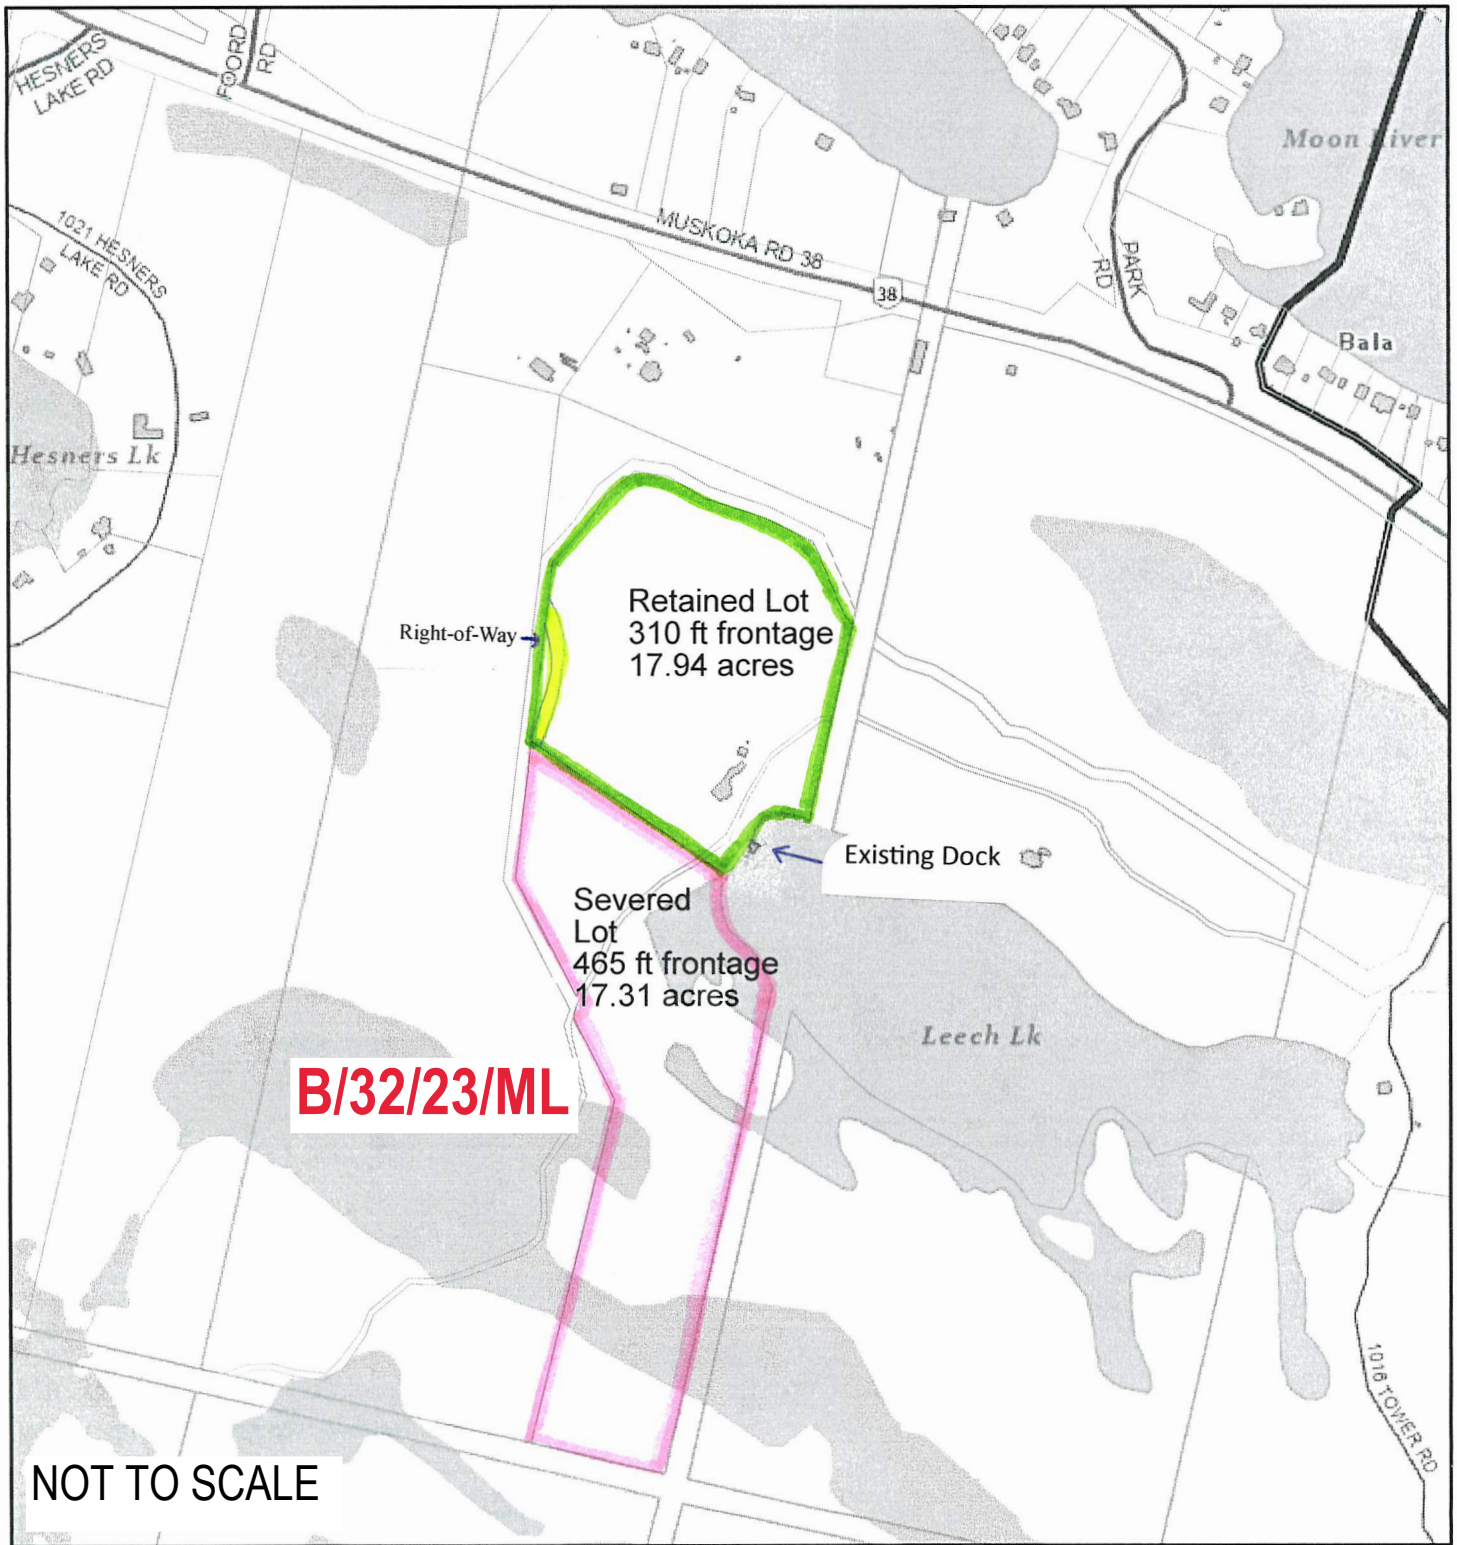 HESNERS
LAKE RD
FOORD
RD
Moon River
1021 HESNERS
LAKE RD
MUSKOKA RD 38
38
PARK
RD
Bala
Hesners Lk
Retained Lot
310 ft frontage
17.94 acres
Right-of-Way
Existing Dock
Severed
Lot
465 ft frontage
17.31 acres
Leech Lk
B/32/23/ML
1016 TOWER RD
NOT TO SCALE